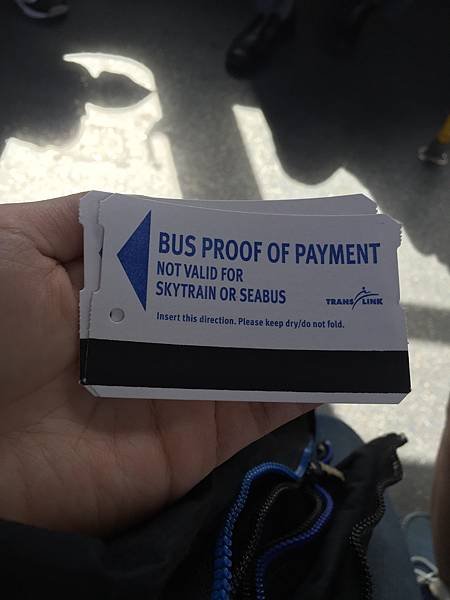 BUS PROOF OF PAYMENT
NOT VALID FOR
SKYTRAIN OR SEABUS
TRANS LINK
Insert this direction. Please keep dry/do not fold.